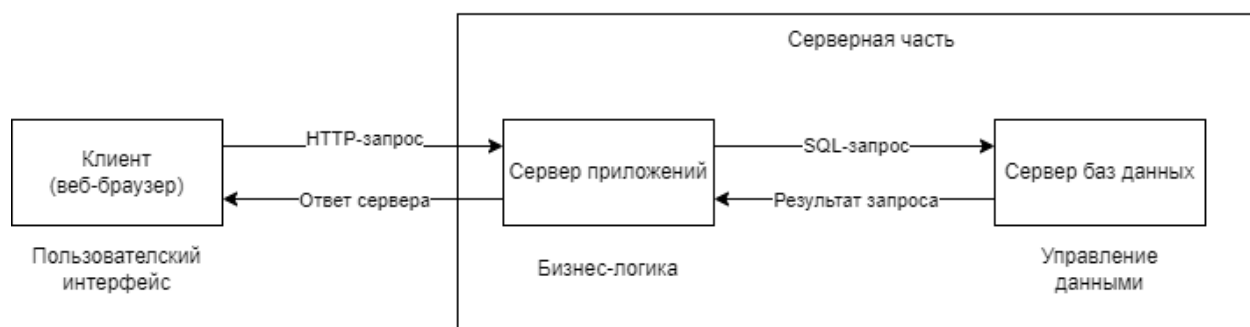 Серверная часть
HTTP-запрос
SQL-запрос
Клиент
(веб-браузер)
Сервер приложений
Сервер баз данных
Ответ сервера
Результат запроса
Пользователский
интерфейс
Бизнес-логика
Управление
данными